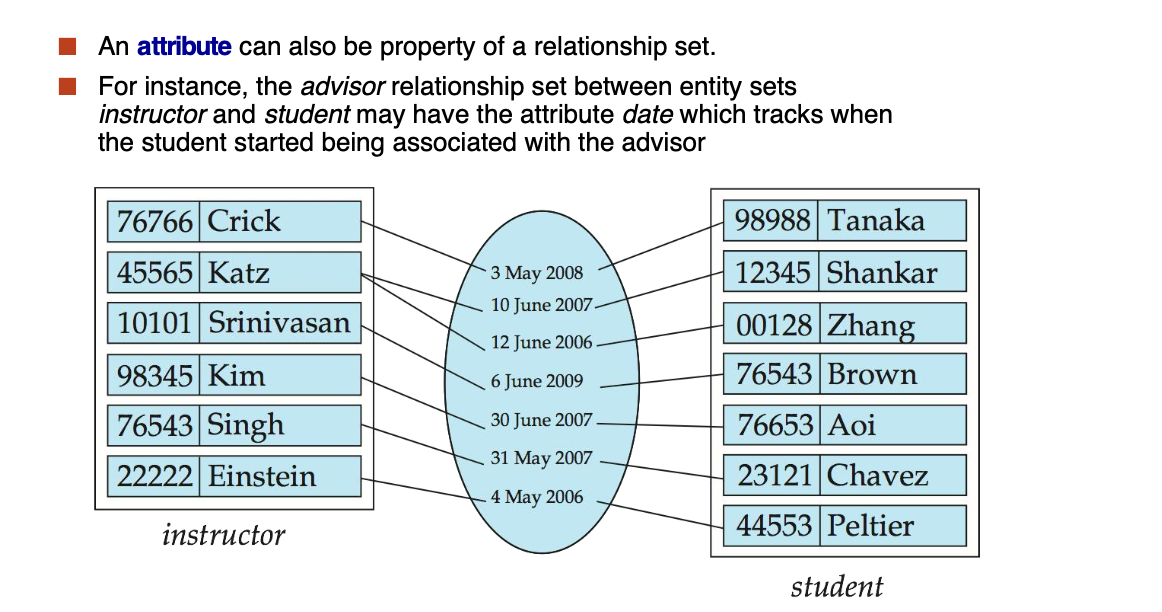 An attribute can also be property of a relationship set.
For instance, the advisor relationship set between entity sets
instructor and student may have the attribute date which tracks when
the student started being associated with the advisor
76766 Crick
45565 Katz
10101 Srinivasan
98345 Kim
76543 Singh
22222 Einstein
instructor
3 May 2008
10 June 2007
12 June 2006
6 June 2009
30 June 2007
31 May 2007
4 May 2006
98988 Tanaka
12345 Shankar
00128 Zhang
76543 Brown
76653 Aoi
23121 Chavez
44553 Peltier
student